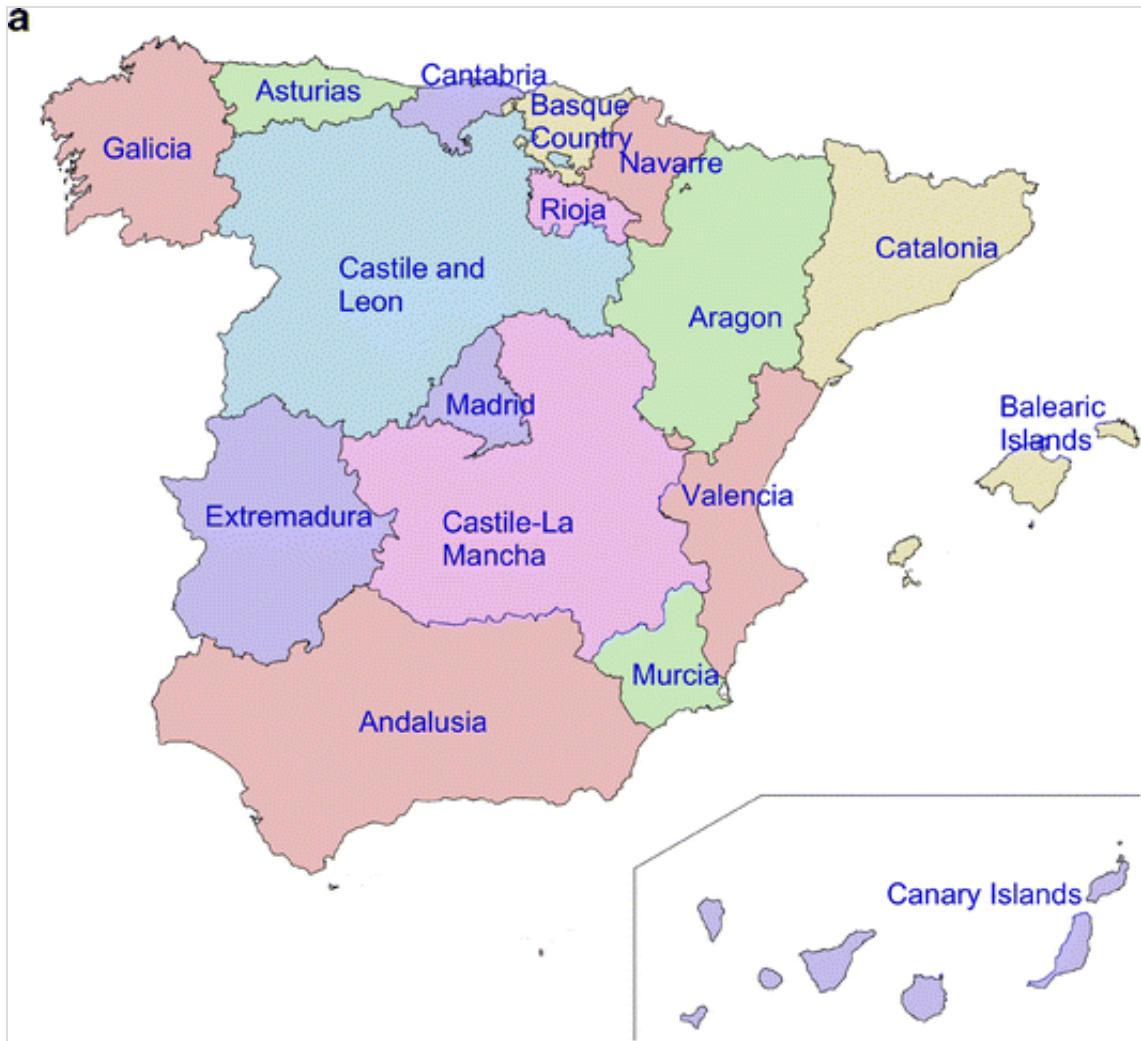 a
Cantabria
Asturias
Basque
Country
Galicia
Navarre
Rioja
Catalonia
Castile and
Leon
Aragon
Madrid
Balearic
Islands
Valencia
Extremadura
Castile-La
Mancha
Murcia
Andalusia
Canary Islands